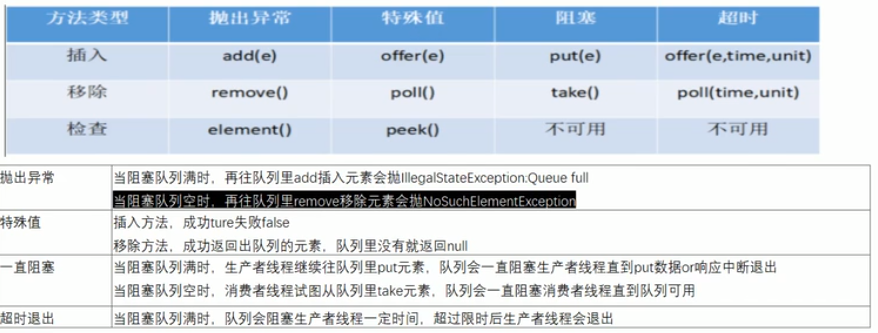 方法类型 抛出异常 特殊值 阻塞 超时
插入 add(e) offer(e) put(e) offer(e,time,unit)
移除 remove() poll() take() poll(time,unit)
检查 element() peek() 不可用 不可用
抛出异常 当阻塞队列满时，再往队列里add插入元素会抛IllegalStateException:Queue full
当阻塞队列空时，再往队列里remove移除元素会抛NoSuchElementException
特殊值 插入方法，成功ture失败false
移除方法，成功返回出队列的元素，队列里没有就返回null
一直阻塞 当阻塞队列满时，生产者线程继续往队列里put元素，队列会一直阻塞生产者线程直到put数据or响应中断退出
当阻塞队列空时，消费者线程试图从队列里take元素，队列会一直阻塞消费者线程直到队列可用
超时退出 当阻塞队列满时，队列会阻塞生产者线程一定时间，超过限时后生产者线程会退出